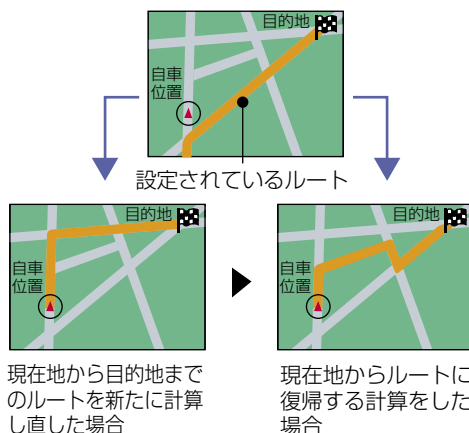 目的地
自車
位置
設定されているルート
目的地
自車
位置
現在地から目的地まで
のルートを新たに計算
し直した場合
目的地
自車
位置
現在地からルートに
復帰する計算をした
場合